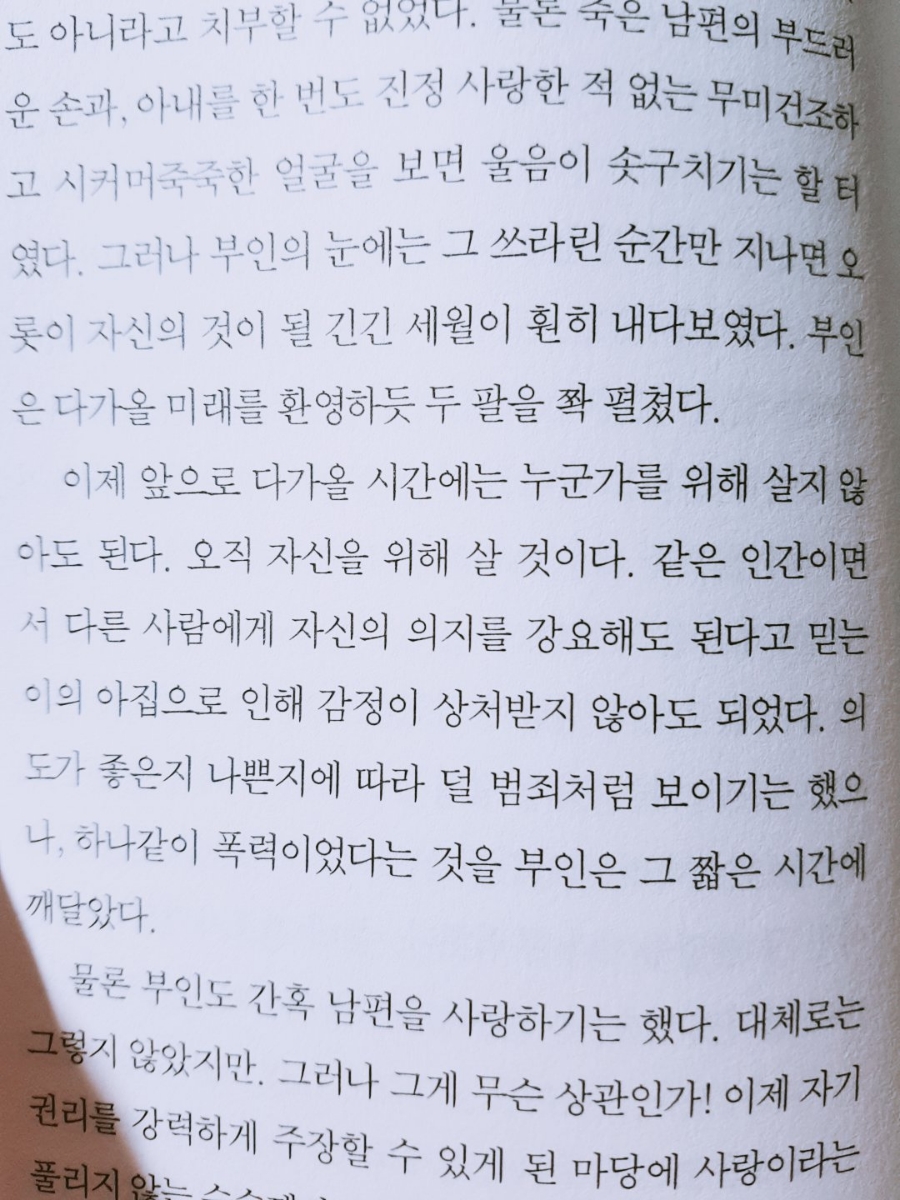 도 아니라고 치부할 수 없었다. 물론 죽은 남편의 부드러
운 손과, 아내를 한 번도 진정 사랑한 적 없는 무미건조하
고 시커머죽죽한 얼굴을 보면 울음이 솟구치기는 할 터
였다. 그러나 부인의 눈에는 그 쓰라린 순간만 지나면 오
롯이 자신의 것이 될 긴긴 세월이 훤히 내다보였다. 부인
은 다가올 미래를 환영하듯 두 팔을 쫙 펼쳤다.
이제 앞으로 다가올 시간에는 누군가를 위해 살지 않
아도 된다. 오직 자신을 위해 살 것이다. 같은 인간이면
서 다른 사람에게 자신의 의지를 강요해도 된다고 믿는
이의 아집으로 인해 감정이 상처받지 않아도 되었다. 의
도가 좋은지 나쁜지에 따라 덜 범죄처럼 보이기는 했으
나, 하나같이 폭력이었다는 것을 부인은 그 짧은 시간에
깨달았다.
물론 부인도 간혹 남편을 사랑하기는 했다. 대체로는
그렇지 않았지만. 그러나 그게 무슨 상관인가! 이제 자기
권리를 강력하게 주장할 수 있게 된 마당에 사랑이라는
풀리지 않는